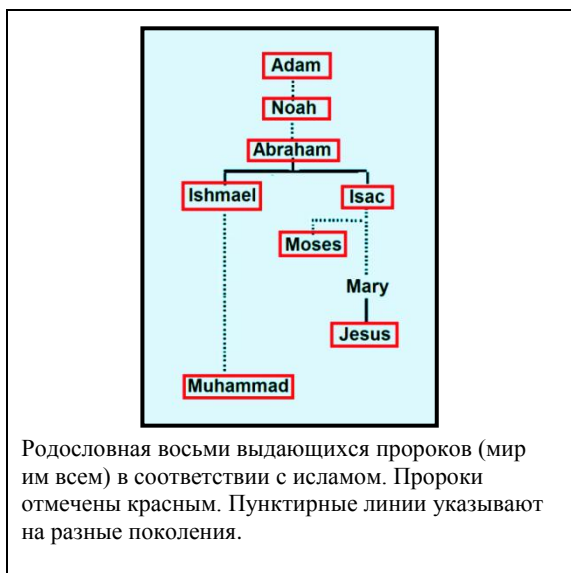 Adam
Noah
Abraham
Ishmael Isac
Moses
Mary
Jesus
Muhammad
Родословная восьми выдающихся пророков (мир
им всем) в соответствии с исламом. Пророки
отмечены красным. Пунктирные линии указывают
на разные поколения.